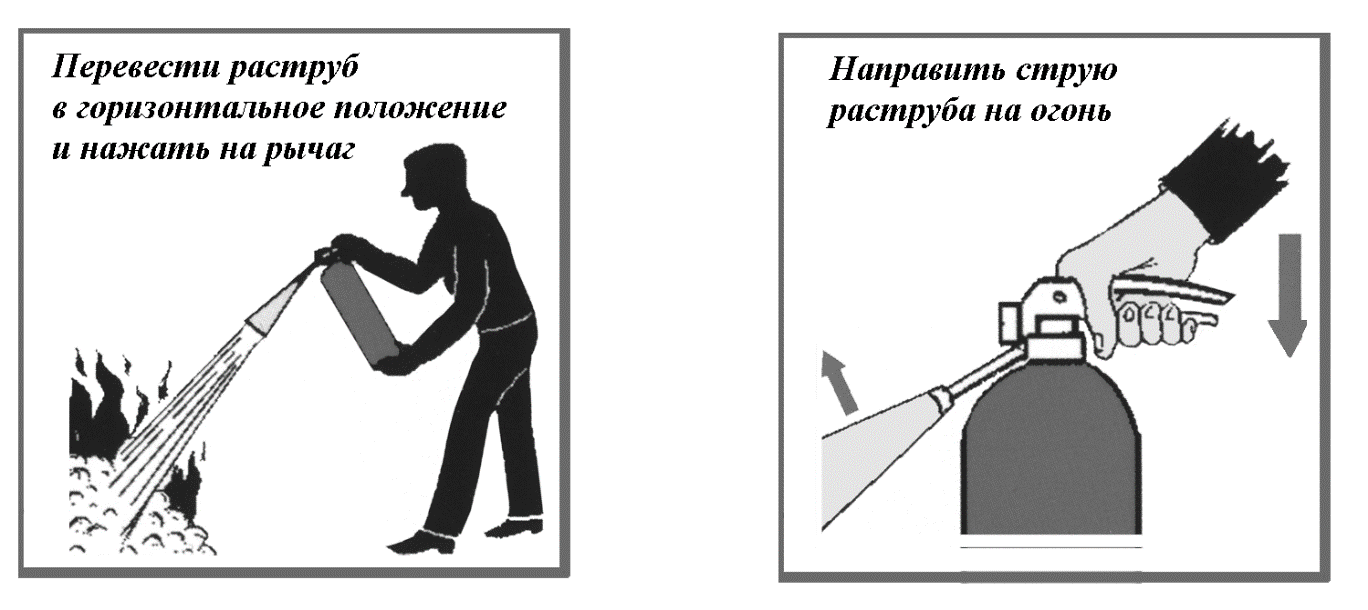 Перевести раструб
в горизонтальное положение
и нажать на рычаг
Направить струю
раструба на огонь